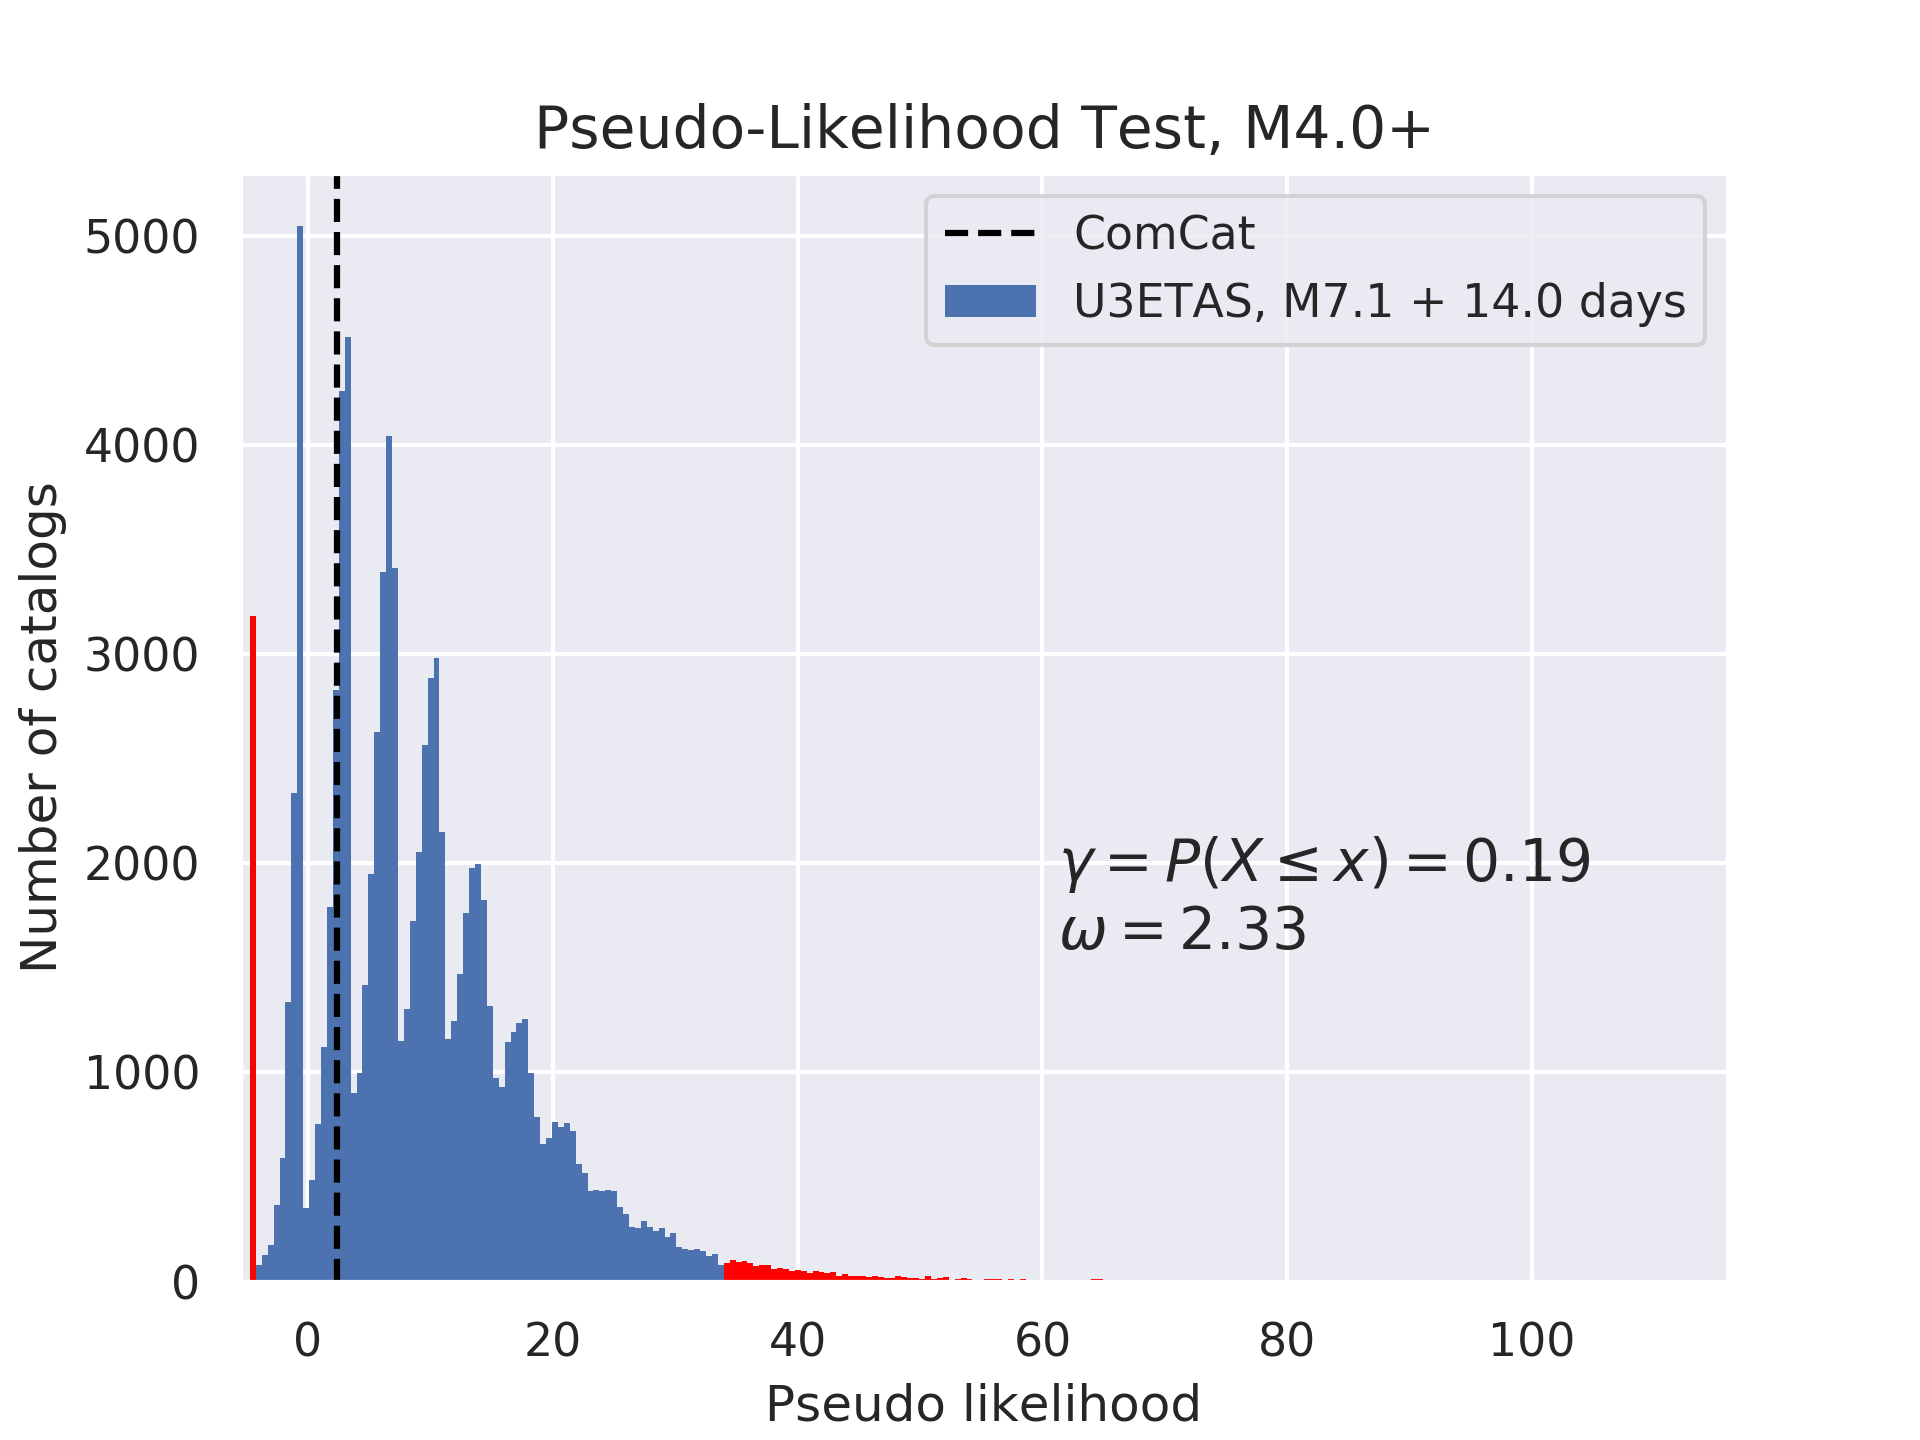 Pseudo-Likelihood Test, M4.0+
ComCat
U3ETAS, M7.1 + 14.0 days
5000
4000
3000
2000
1000
0
Number of catalogs
γ = P(X ≤ x) = 0.19
ω = 2.33
0 20 40 60 80 100
Pseudo likelihood